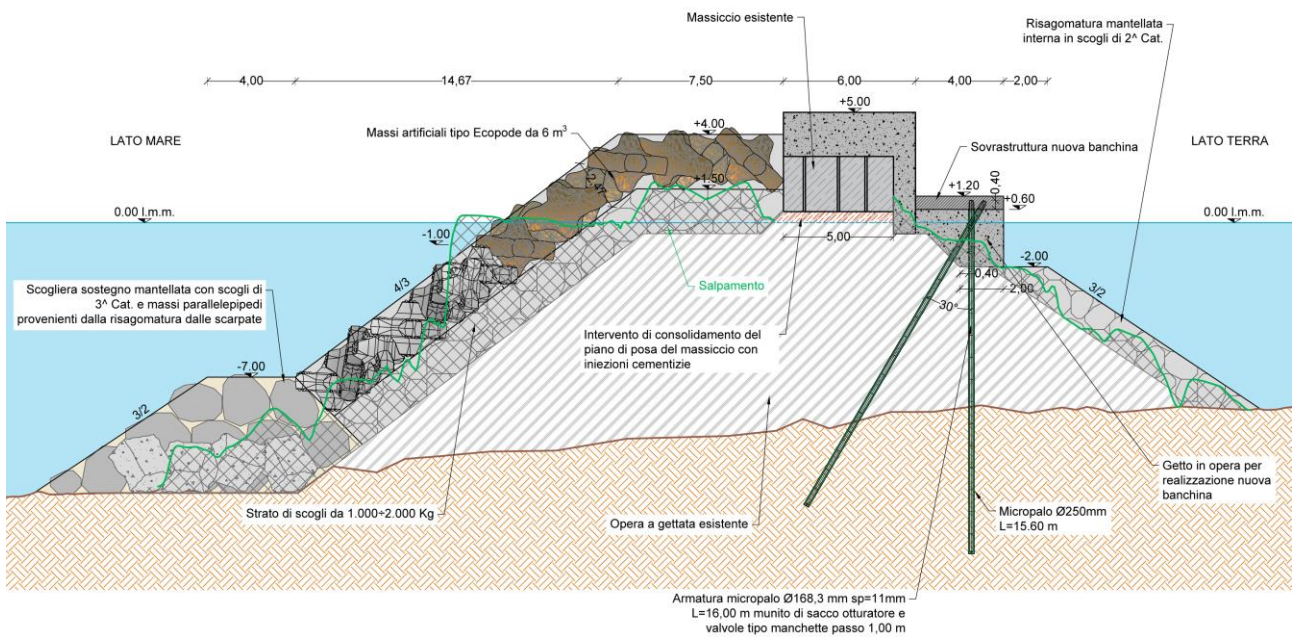 Massiccio esistente
Risagomatura mantellata
interna in scogli di 2^ Cat.
4,00
14,67
7,50
6,00
4,00
2,00
+5.00
Massi artificiali tipo Ecopode da 6 m³
+4.00
LATO MARE
LATO TERRA
Sovrastruttura nuova banchina
2,47
+1.50
+1.20
0,40
+0,60
0.00 l.m.m.
0.00 l.m.m.
-1.00
5,00
-2,00
Scogliera sostegno mantellata con scogli di
3^ Cat. e massi parallelepipedi
provenienti dalla risagomatura dalle scarpate
4/3
Salpamento
0,40
2,00
3/2
30°
Intervento di consolidamento del
piano di posa del massiccio con
iniezioni cementizie
-7.00
3/2
Getto in opera per
realizzazione nuova
banchina
Strato di scogli da 1.000÷2.000 Kg
Opera a gettata esistente
Micropalo Ø250mm
L=15.60 m
Armatura micropalo Ø168,3 mm sp=11mm
L=16,00 m munito di sacco otturatore e
valvole tipo manchette passo 1,00 m